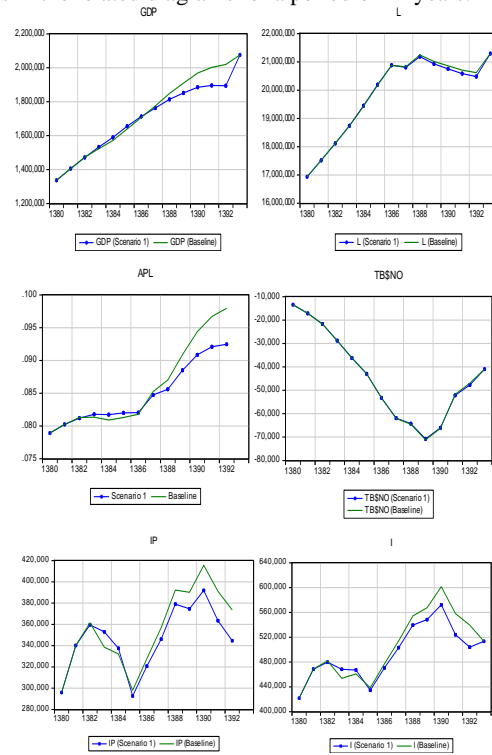 in the related diagrams for a period of years.
GDP
L
2,200,000
2,000,000
1,800,000
1,600,000
1,400,000
1,200,000
1380 1382 1384 1386 1388 1390 1392
GDP (Scenario 1) GDP (Baseline)
22,000,000
21,000,000
20,000,000
19,000,000
18,000,000
17,000,000
16,000,000
1380 1382 1384 1386 1388 1390 1392
L (Scenario 1) L (Baseline)
APL
TB$NO
.100
.095
.090
.085
.080
.075
1380 1382 1384 1386 1388 1390 1392
Scenario 1 Baseline
-10,000
-20,000
-30,000
-40,000
-50,000
-60,000
-70,000
-80,000
1380 1382 1384 1386 1388 1390 1392
TB$NO (Scenario 1)
TB$NO (Baseline)
IP
I
420,000
400,000
380,000
360,000
340,000
320,000
300,000
280,000
1380 1382 1384 1386 1388 1390 1392
IP (Scenario 1) IP (Baseline)
640,000
600,000
560,000
520,000
480,000
440,000
400,000
1380 1382 1384 1386 1388 1390 1392
I (Scenario 1) I (Baseline)